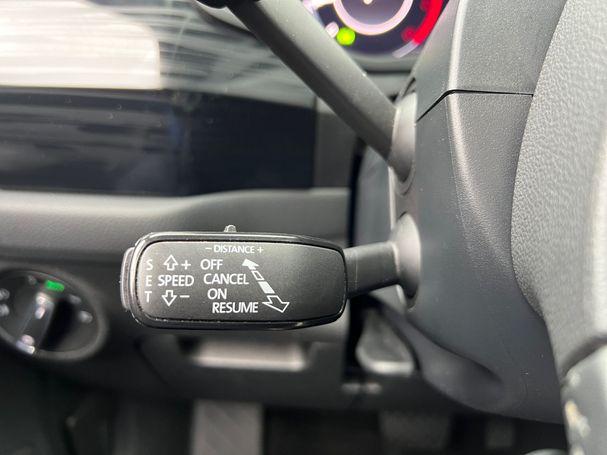 − DISTANCE +
S ⇧ + OFF
E SPEED CANCEL
T ⇩ − ON
RESUME